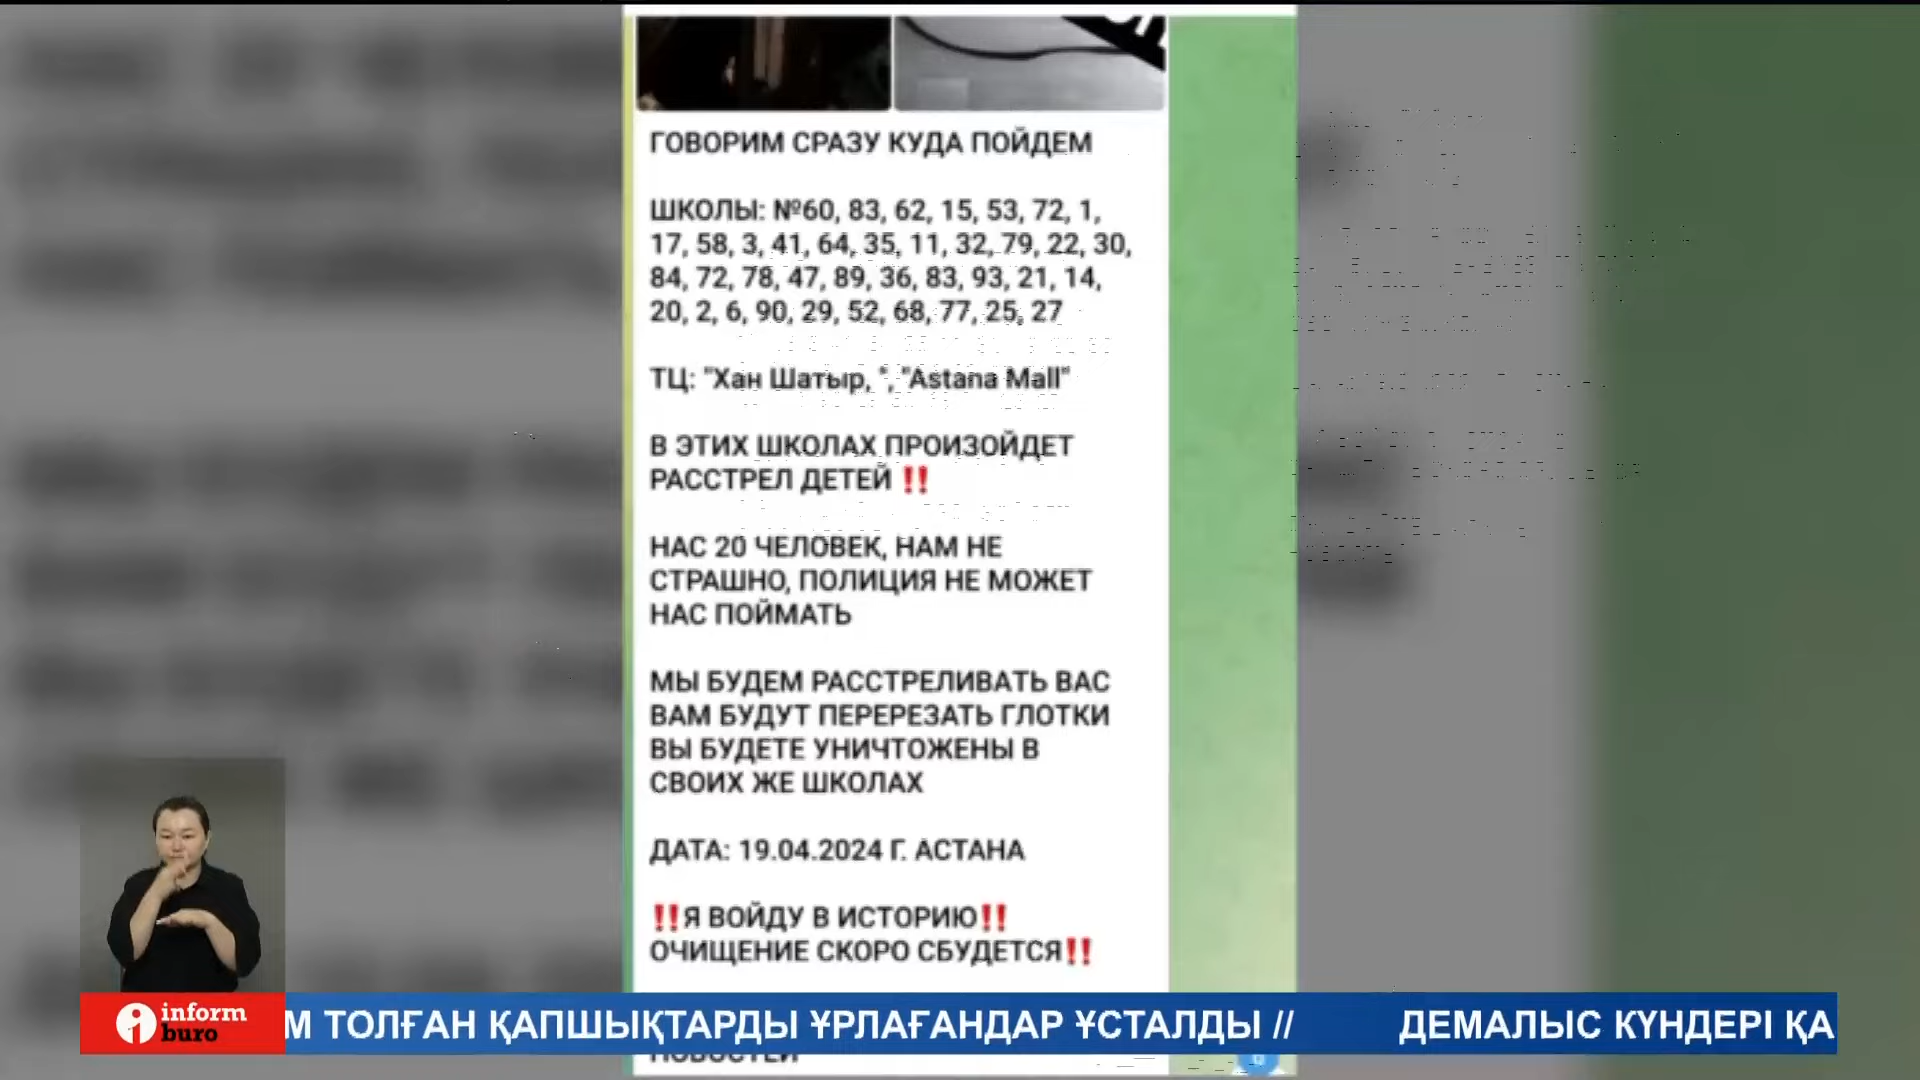 ГОВОРИМ СРАЗУ КУДА ПОЙДЕМ
ШКОЛЫ: №60, 83, 62, 15, 53, 72, 1,
17, 58, 3, 41, 64, 35, 11, 32, 79, 22, 30,
84, 72, 78, 47, 89, 36, 83, 93, 21, 14,
20, 2, 6, 90, 29, 52, 68, 77, 25, 27
ТЦ: "Хан Шатыр, ", "Astana Mall"
В ЭТИХ ШКОЛАХ ПРОИЗОЙДЕТ
РАССТРЕЛ ДЕТЕЙ ‼️
НАС 20 ЧЕЛОВЕК, НАМ НЕ
СТРАШНО, ПОЛИЦИЯ НЕ МОЖЕТ
НАС ПОЙМАТЬ
МЫ БУДЕМ РАССТРЕЛИВАТЬ ВАС
ВАМ БУДУТ ПЕРЕРЕЗАТЬ ГЛОТКИ
ВЫ БУДЕТЕ УНИЧТОЖЕНЫ В
СВОИХ ЖЕ ШКОЛАХ
ДАТА: 19.04.2024 Г. АСТАНА
‼️Я ВОЙДУ В ИСТОРИЮ‼️
ОЧИЩЕНИЕ СКОРО СБУДЕТСЯ‼️
inform
buro
М ТОЛҒАН ҚАПШЫҚТАРДЫ ҰРЛАҒАНДАР ҰСТАЛДЫ // ДЕМАЛЫС КҮНДЕРІ ҚА